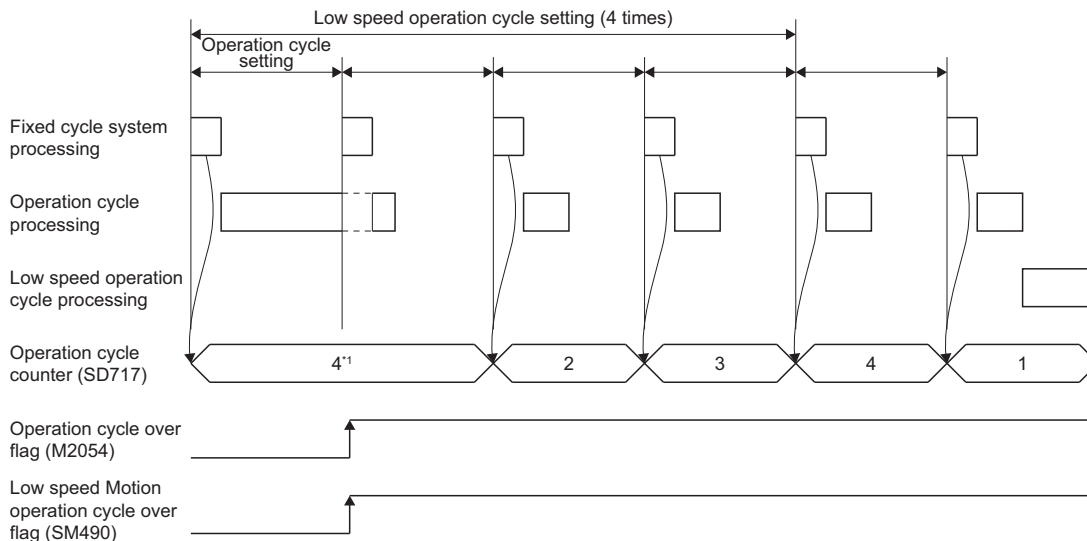 Low speed operation cycle setting (4 times)
Operation cycle
setting
Fixed cycle system
processing
Operation cycle
processing
Low speed operation
cycle processing
Operation cycle
counter (SD717)
4*1
2
3
4
1
Operation cycle over
flag (M2054)
Low speed Motion
operation cycle over
flag (SM490)